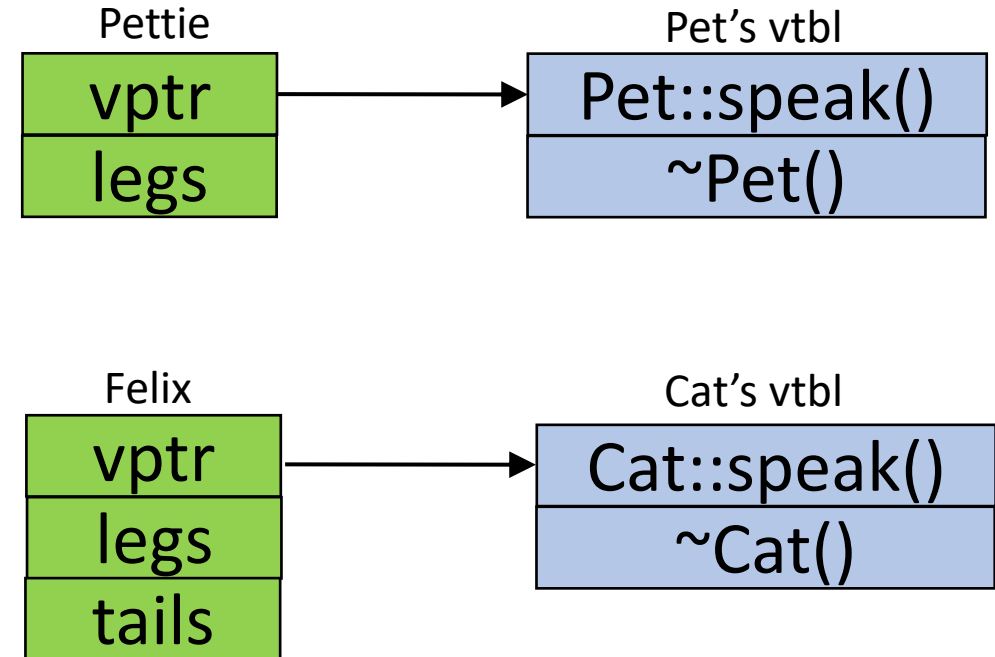 Pettie
Pet’s vtbl
vptr
Pet::speak()
legs
~Pet()
Felix
Cat’s vtbl
vptr
Cat::speak()
legs
~Cat()
tails